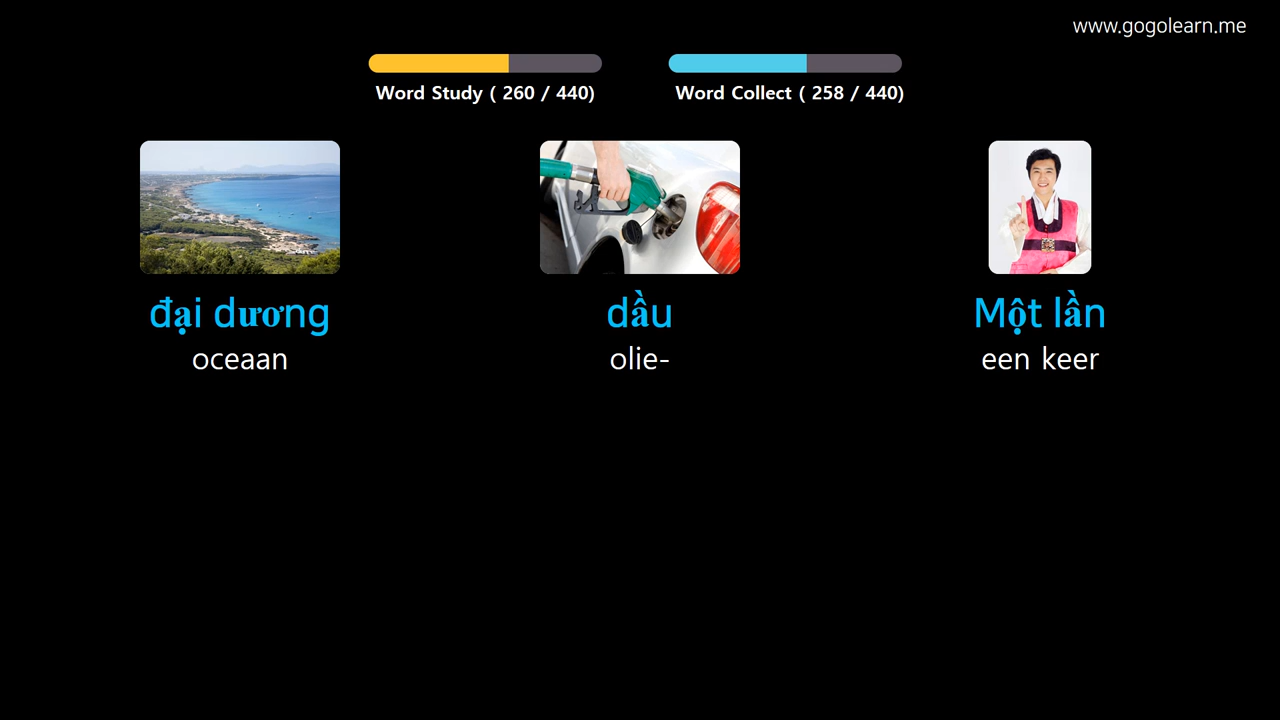 www.gogolearn.me
Word Study ( 260 / 440)
Word Collect ( 258 / 440)
đại dương
dầu
Một lần
oceaan
olie-
een keer